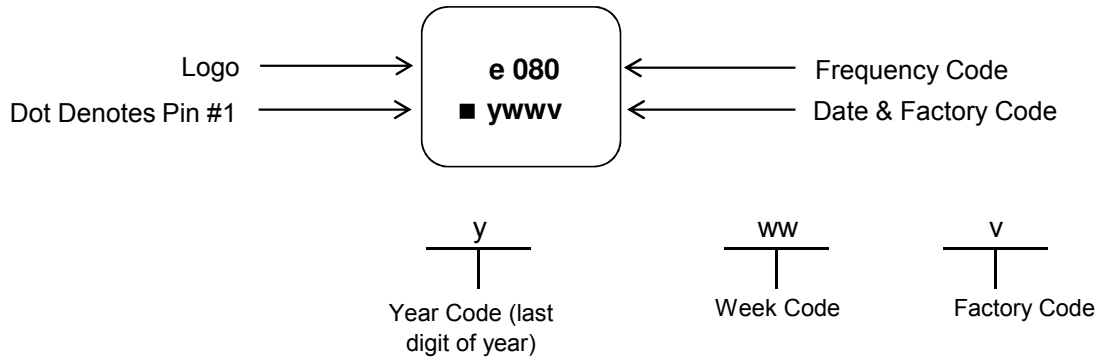 Logo
e 080
Frequency Code
Dot Denotes Pin #1
■ ywwv
Date & Factory Code
y
ww
v
Year Code (last
digit of year)
Week Code
Factory Code